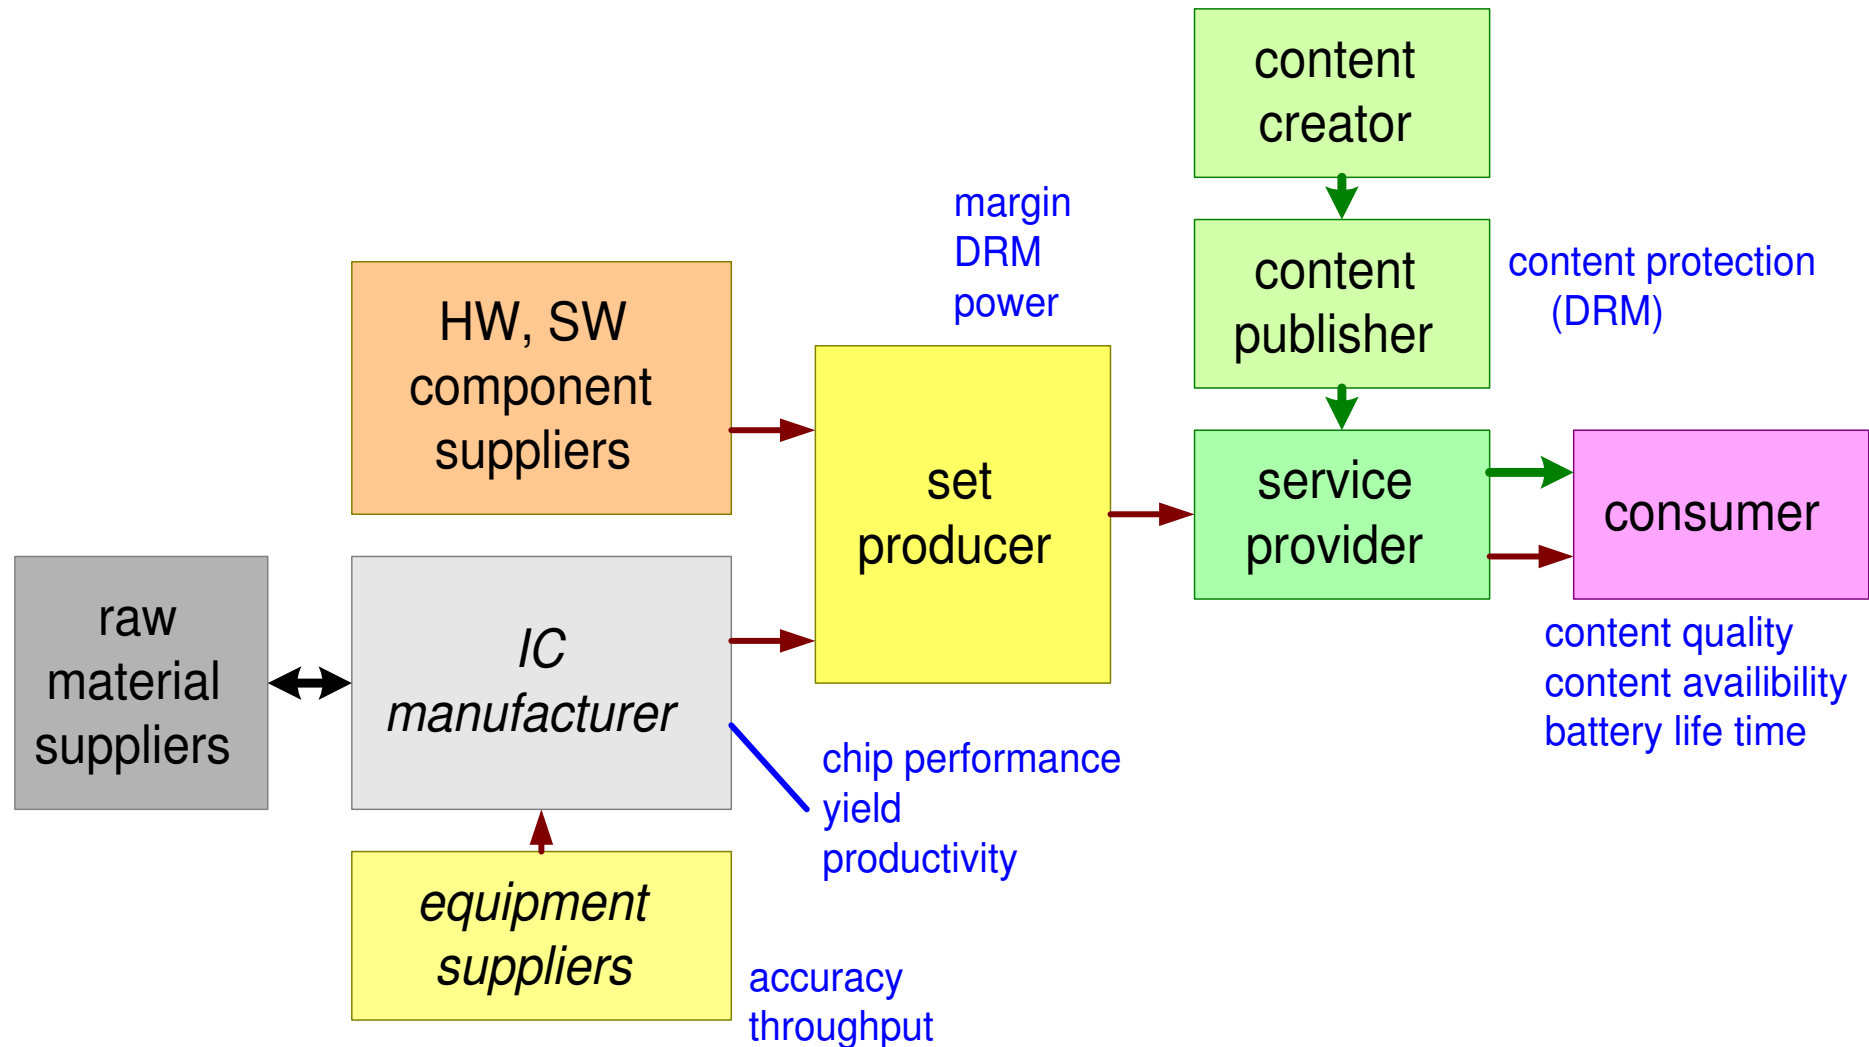 content
creator
margin
DRM
power
content
publisher
content protection
(DRM)
HW, SW
component
suppliers
set
producer
service
provider
consumer
raw
material
suppliers
IC
manufacturer
content quality
content availibility
battery life time
chip performance
yield
productivity
equipment
suppliers
accuracy
throughput